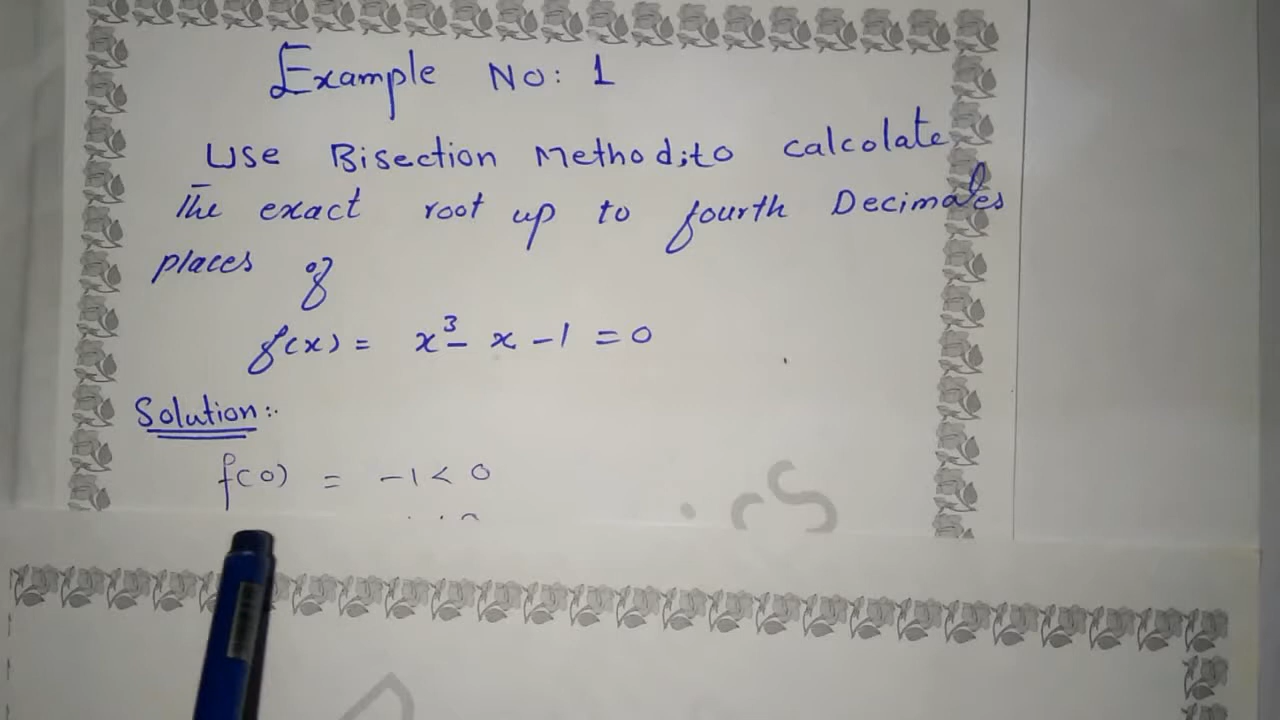 Example No: 1
Use Bisection Method; to calcolate
The exact root up to fourth Decimales
places of
f(x) = x³ - x - 1 = 0
Solution:.
f(0) = -1 < 0